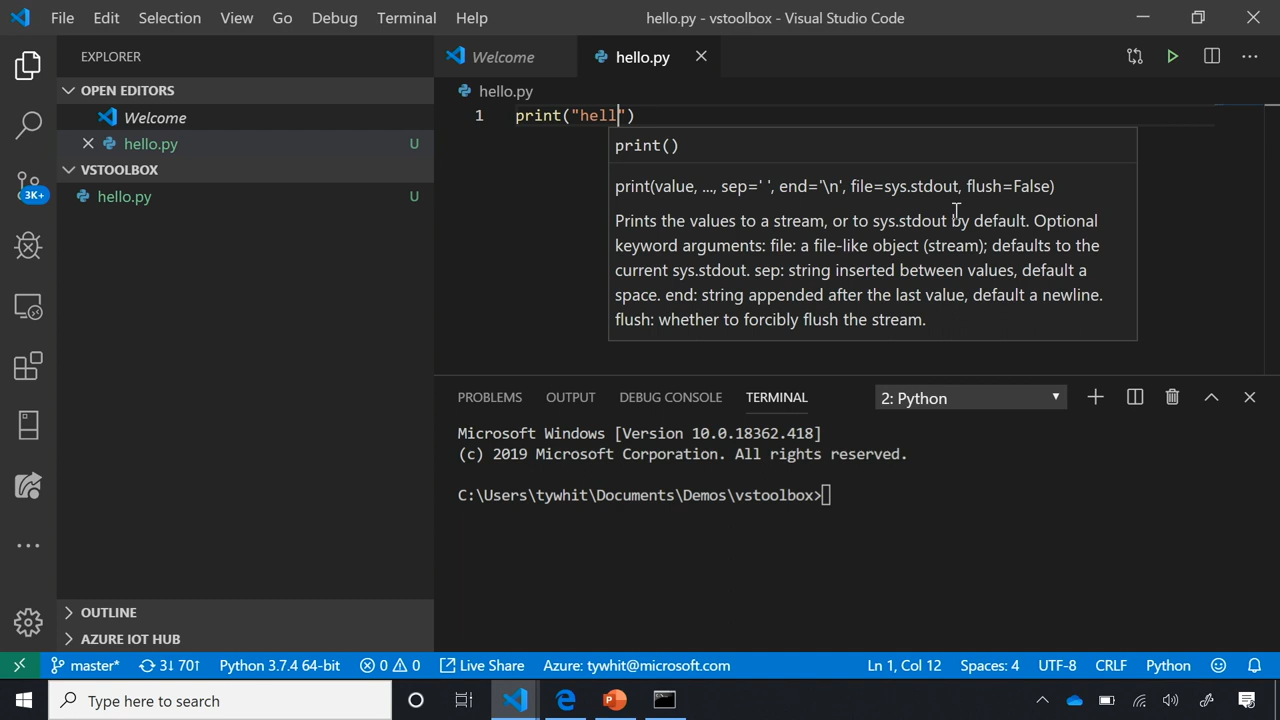 File Edit Selection View Go Debug Terminal Help
hello.py - vstoolbox - Visual Studio Code
EXPLORER
OPEN EDITORS
Welcome
hello.py U
VSTOOLBOX
hello.py U
3K+
OUTLINE
AZURE IOT HUB
Welcome hello.py
hello.py
1 print("hell")
print()
print(value, ..., sep=' ', end='\n', file=sys.stdout, flush=False)
Prints the values to a stream, or to sys.stdout by default. Optional
keyword arguments: file: a file-like object (stream); defaults to the
current sys.stdout. sep: string inserted between values, default a
space. end: string appended after the last value, default a newline.
flush: whether to forcibly flush the stream.
PROBLEMS OUTPUT DEBUG CONSOLE TERMINAL 2: Python
Microsoft Windows [Version 10.0.18362.418]
(c) 2019 Microsoft Corporation. All rights reserved.
C:\Users\tywhit\Documents\Demos\vstoolbox>
master* 3↓ 70↑ Python 3.7.4 64-bit 0 0 Live Share Azure: tywhit@microsoft.com Ln 1, Col 12 Spaces: 4 UTF-8 CRLF Python
Type here to search